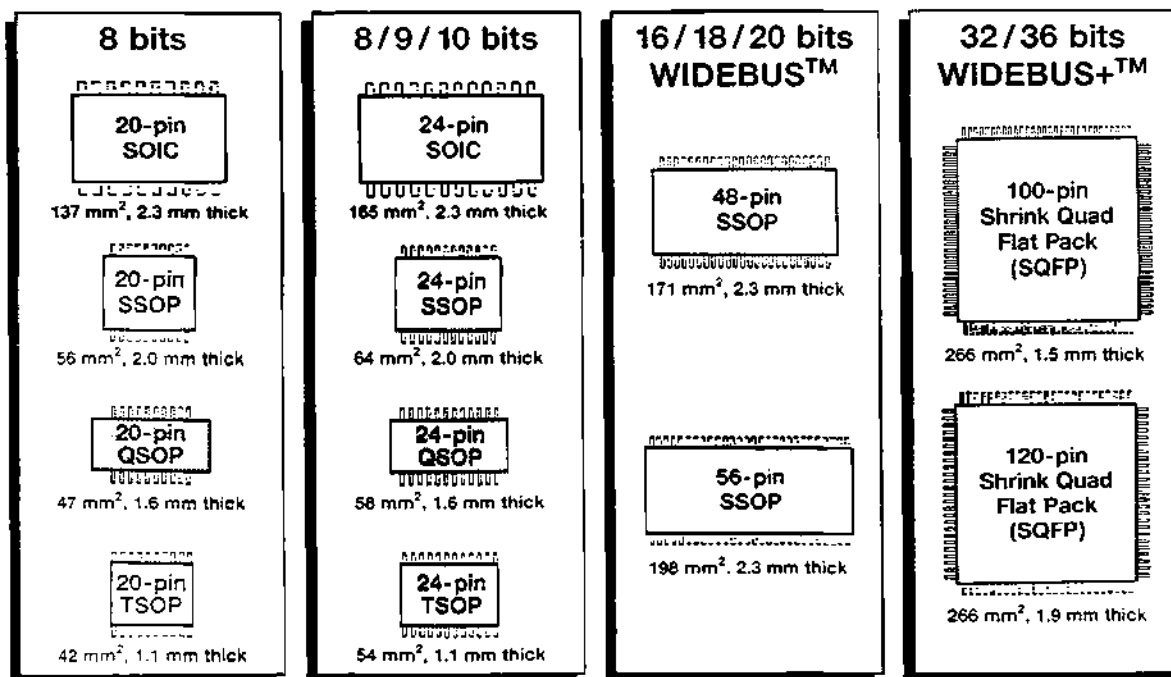 8 bits
20-pin
SOIC
137 mm², 2.3 mm thick
20-pin
SSOP
56 mm², 2.0 mm thick
20-pin
QSOP
47 mm², 1.6 mm thick
20-pin
TSOP
42 mm², 1.1 mm thick
8/9/10 bits
24-pin
SOIC
165 mm², 2.3 mm thick
24-pin
SSOP
64 mm², 2.0 mm thick
24-pin
QSOP
58 mm², 1.6 mm thick
24-pin
TSOP
54 mm², 1.1 mm thick
16/18/20 bits
WIDEBUS™
48-pin
SSOP
171 mm², 2.3 mm thick
56-pin
SSOP
198 mm². 2.3 mm thick
32/36 bits
WIDEBUS+™
100-pin
Shrink Quad
Flat Pack
(SQFP)
266 mm², 1.5 mm thick
120-pin
Shrink Quad
Flat Pack
(SQFP)
266 mm², 1.9 mm thick